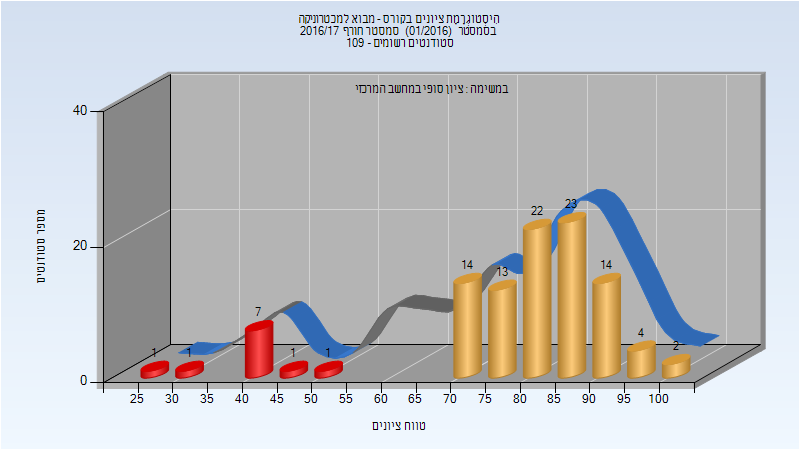 היסטוגרמת ציונים בקורס - מבוא למכטרוניקה
בסמסטר (01/2016) סמסטר חורף 2016/17
סטודנטים רשומים - 109
במשימה : ציון סופי במחשב המרכזי
מספר סטודנטים
40
20
0
1
1
7
1
1
14
13
22
23
14
4
2
25 30 35 40 45 50 55 60 65 70 75 80 85 90 95 100
טווח ציונים